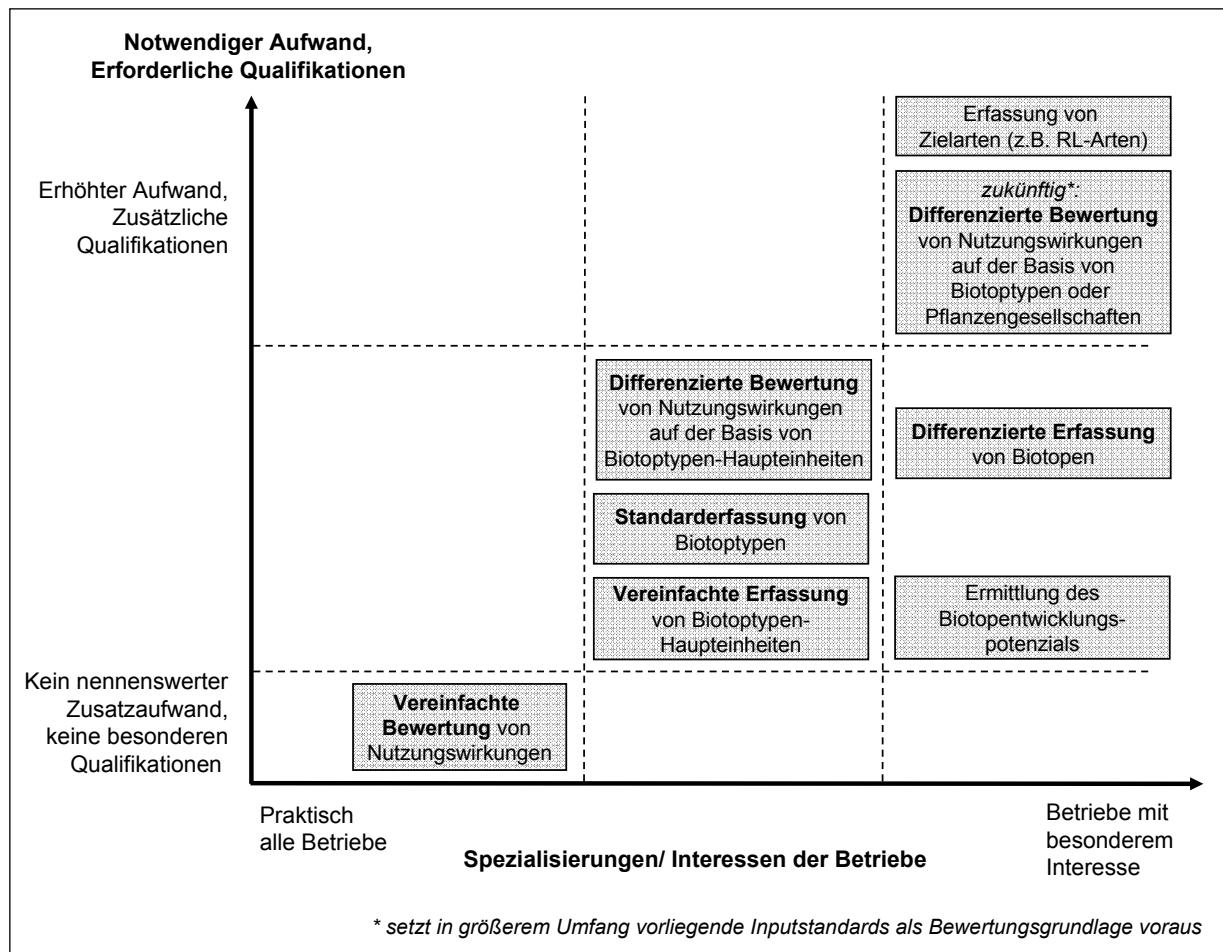 Notwendiger Aufwand,
Erforderliche Qualifikationen
Erfassung von
Zielarten (z.B. RL-Arten)
Erhöhter Aufwand,
Zusätzliche
Qualifikationen
zukünftig*:
Differenzierte Bewertung
von Nutzungswirkungen
auf der Basis von
Biotoptypen oder
Pflanzengesellschaften
Differenzierte Bewertung
von Nutzungswirkungen
auf der Basis von
Biotoptypen-Haupteinheiten
Differenzierte Erfassung
von Biotopen
Standarderfassung von
Biotoptypen
Vereinfachte Erfassung
von Biotoptypen-
Haupteinheiten
Ermittlung des
Biotopentwicklungs-
potenzials
Kein nennenswerter
Zusatzaufwand,
keine besonderen
Qualifikationen
Vereinfachte
Bewertung von
Nutzungswirkungen
Praktisch
alle Betriebe
Spezialisierungen/ Interessen der Betriebe
Betriebe mit
besonderem
Interesse
* setzt in größerem Umfang vorliegende Inputstandards als Bewertungsgrundlage voraus